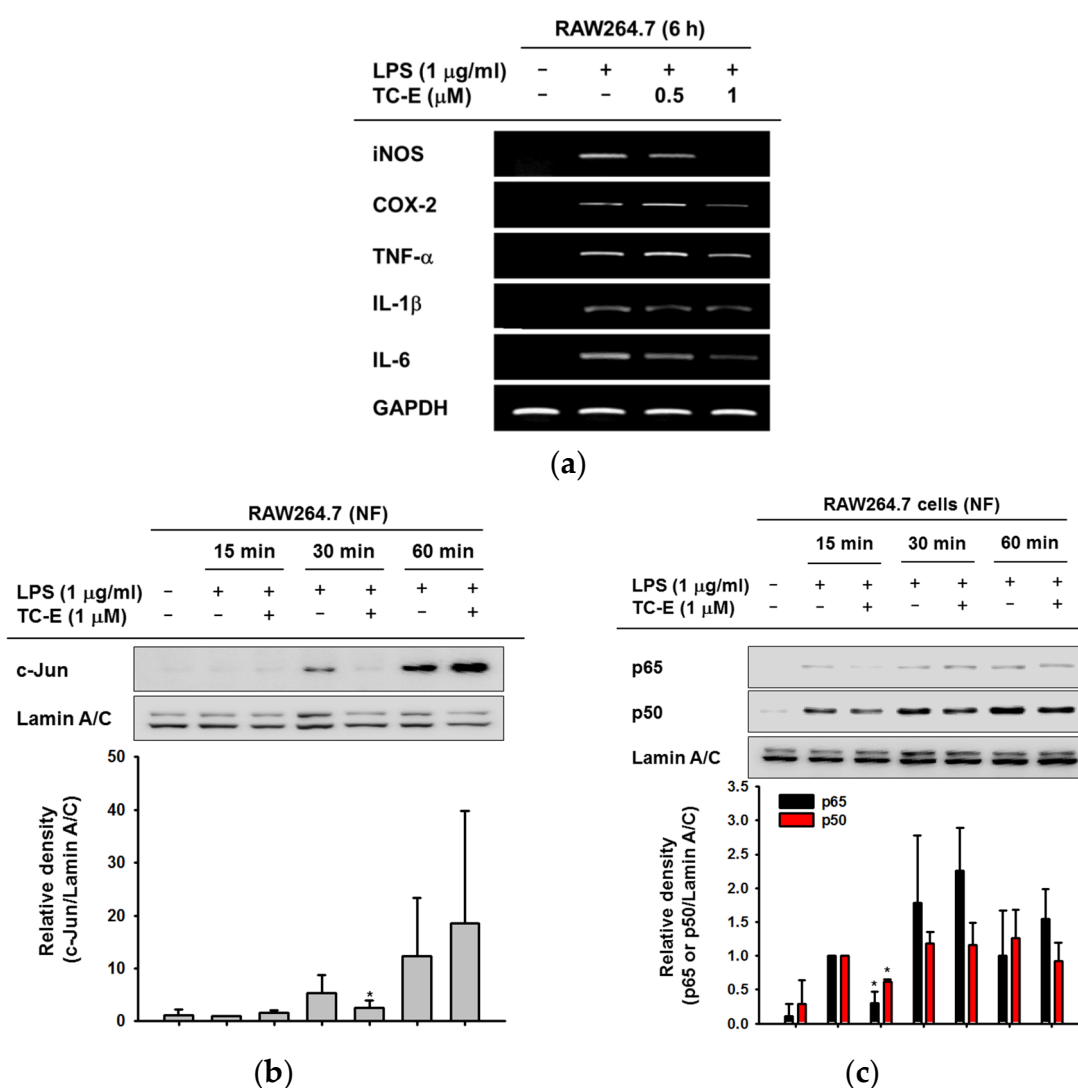 RAW264.7 (6 h)
LPS (1 μg/ml) – + + +
TC-E (μM) – – 0.5 1
iNOS
COX-2
TNF-α
IL-1β
IL-6
GAPDH
(a)
RAW264.7 (NF)
15 min 30 min 60 min
LPS (1 μg/ml) – + + + + + +
TC-E (1 μM) – – + – + – +
c-Jun
Lamin A/C
Relative density
(c-Jun/Lamin A/C)
50
40
30
20
10
0
*
(b)
RAW264.7 cells (NF)
15 min 30 min 60 min
LPS (1 μg/ml) – + + + + + +
TC-E (1 μM) – – + – + – +
p65
p50
Lamin A/C
Relative density
(p65 or p50/Lamin A/C)
3.5
3.0
2.5
2.0
1.5
1.0
0.5
0.0
p65
p50
* *
(c)